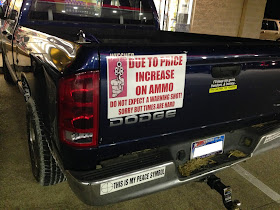 DUE TO PRICE
INCREASE
ON AMMO
DO NOT EXPECT A WARNING SHOT!
SORRY BUT TIMES ARE HARD
DODGE
THIS IS MY PEACE SYMBOL